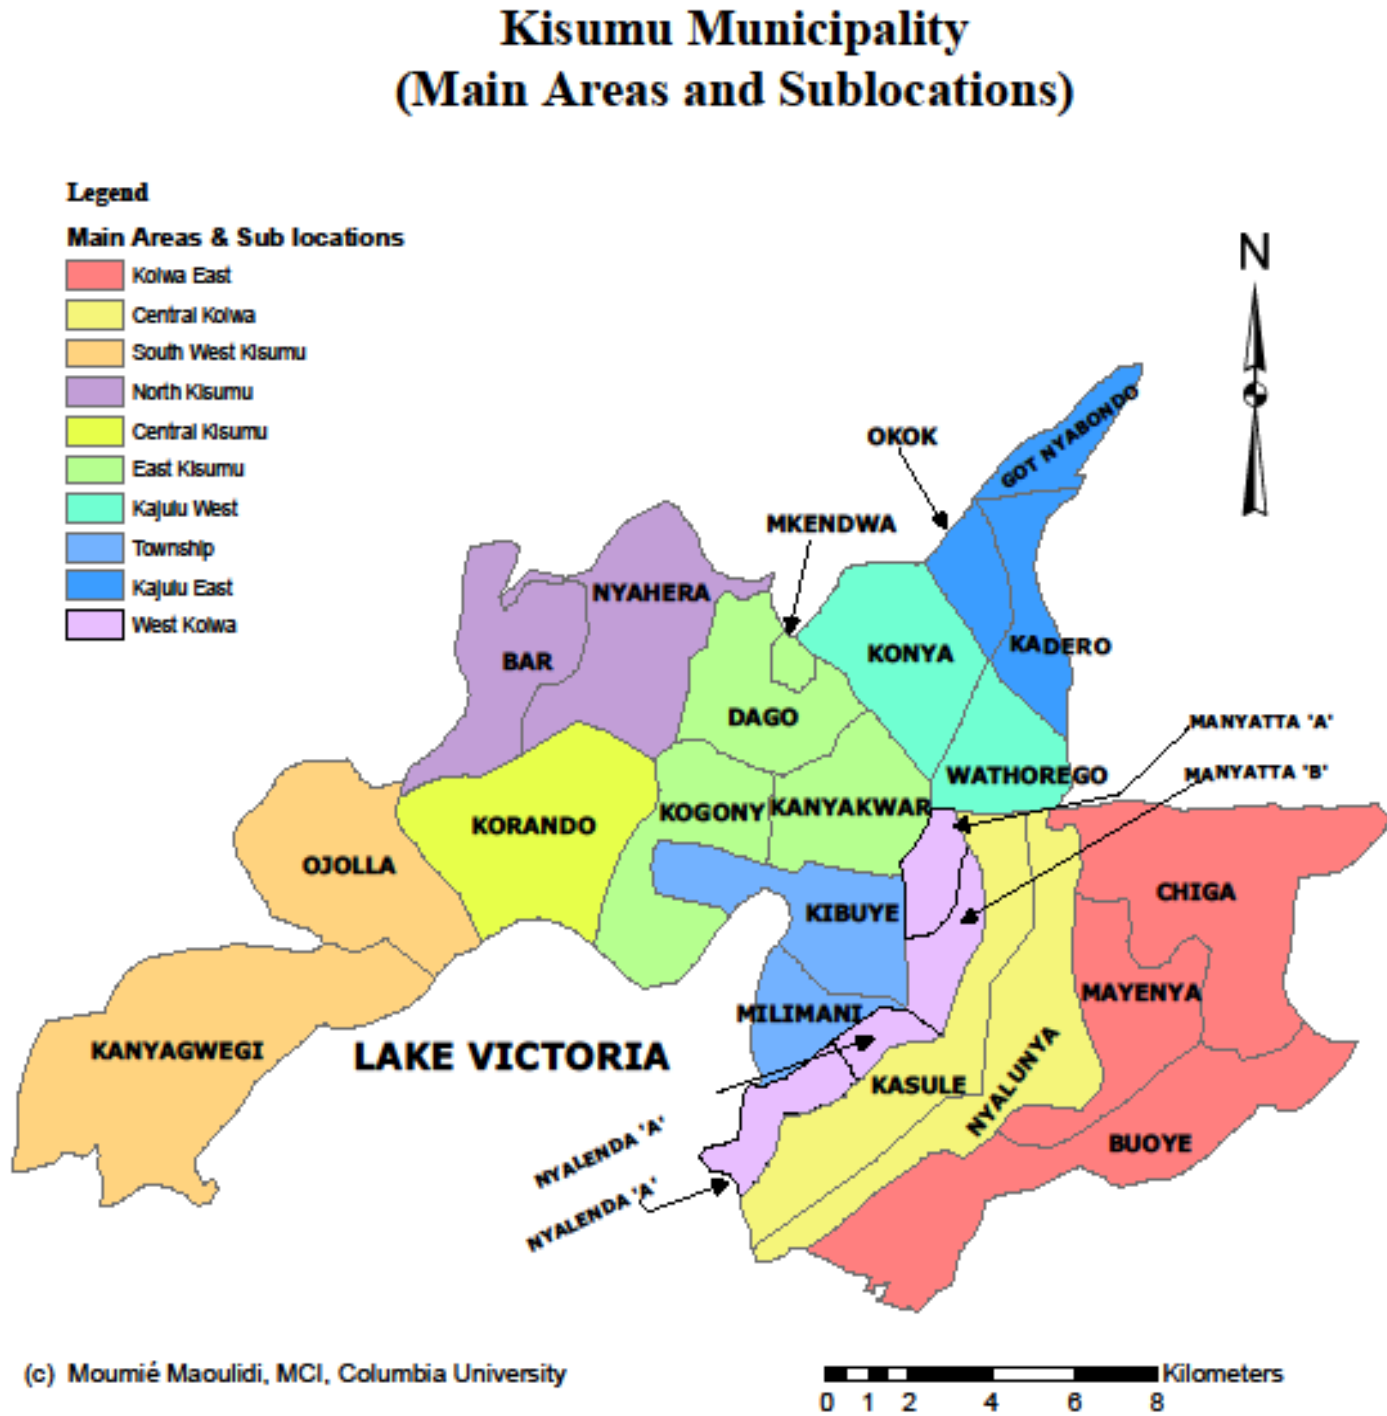 Kisumu Municipality
(Main Areas and Sublocations)
Legend
Main Areas & Sub locations
Kolwa East
Central Kolwa
South West Kisumu
North Kisumu
Central Kisumu
East Kisumu
Kajulu West
Township
Kajulu East
West Kolwa
N
GOT NYABONDO
OKOK
MKENDWA
NYAHERA
KADERO
KONYA
BAR
DAGO
MANYATTA 'A'
WATHOREGO
MANYATTA 'B'
KOGONY
KANYAKWAR
KORANDO
OJOLLA
CHIGA
KIBUYE
MAYENYA
MILIMANI
KANYAGWEGI
LAKE VICTORIA
KASULE
NYALUNYA
BUOYE
NYALENDA 'A'
NYALENDA 'A'
(c) Moumié Maoulidi, MCI, Columbia University
Kilometers
0 1 2 4 6 8